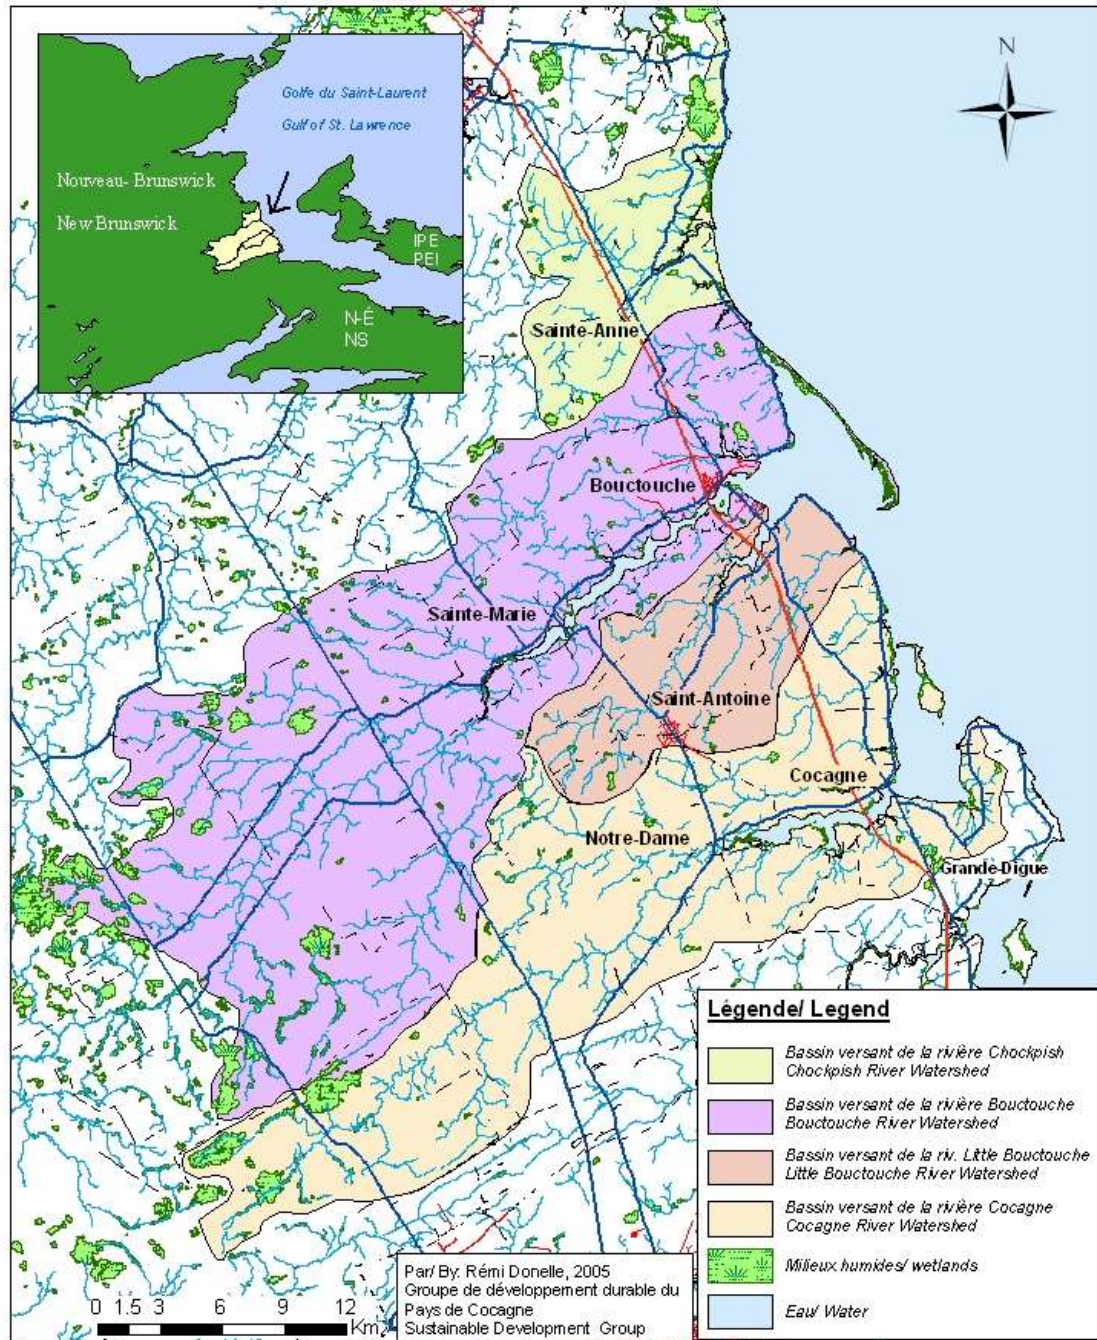 Golfe du Saint-Laurent
Gulf of St. Lawrence
Nouveau- Brunswick
New Brunswick
IPE
PEI
N-É
NS
N
Sainte-Anne
Bouctouche
Sainte-Marie
Saint-Antoine
Cocagne
Notre-Dame
Grande-Digue
Légende/ Legend
Bassin versant de la rivière Chockpish
Chockpish River Watershed
Bassin versant de la rivière Bouctouche
Bouctouche River Watershed
Bassin versant de la riv. Little Bouctouche
Little Bouctouche River Watershed
Bassin versant de la rivière Cocagne
Cocagne River Watershed
Milieux humides/ wetlands
Eau/ Water
Par/ By: Rémi Donelle, 2005
Groupe de développement durable du
Pays de Cocagne
Sustainable Development Group
0 1.5 3 6 9 12
Km